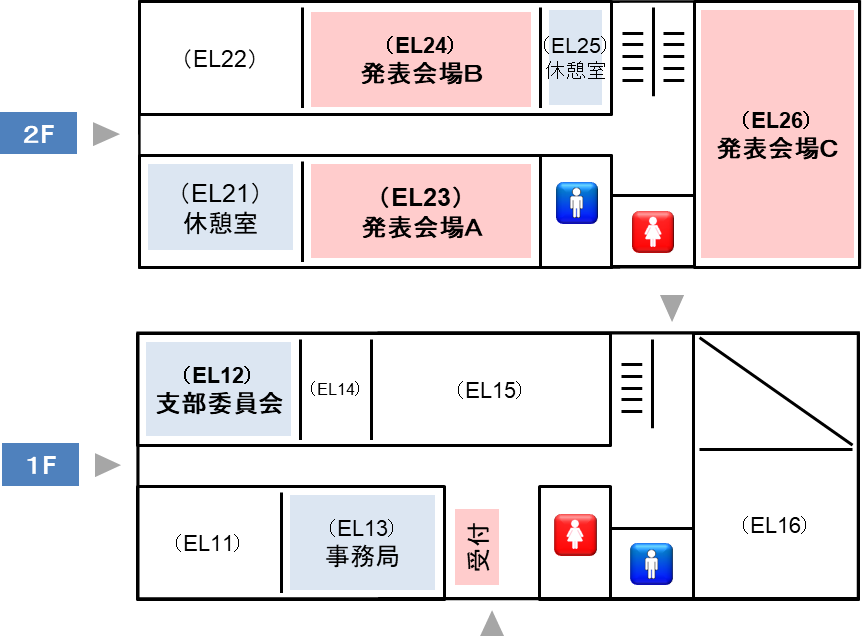 (EL22)
(EL24)
発表会場B
(EL25)
休憩室
(EL26)
発表会場C
2F
(EL21)
休憩室
(EL23)
発表会場A
(EL12)
支部委員会
(EL14)
(EL15)
1F
(EL11)
(EL13)
事務局
受付
(EL16)